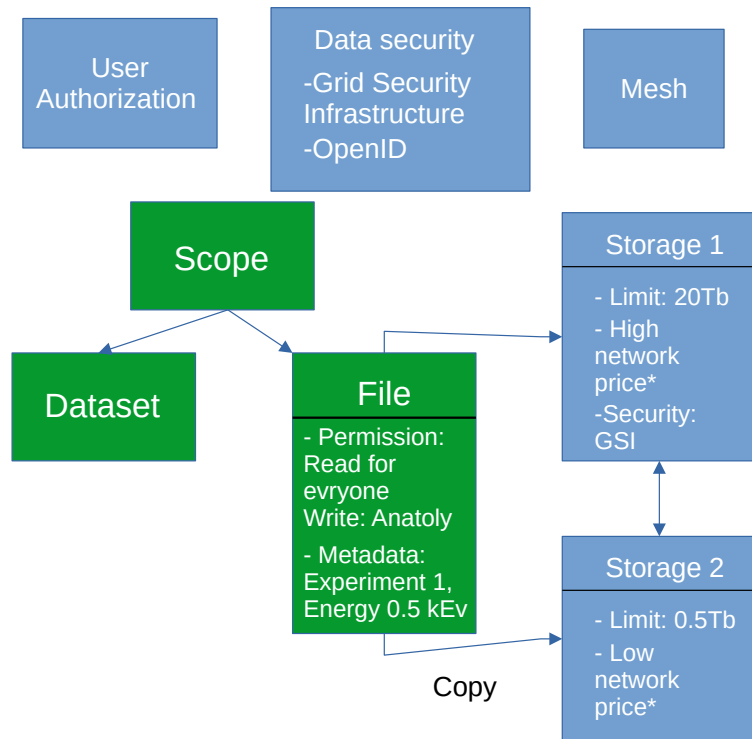 User
Authorization
Data security
-Grid Security
Infrastructure
-OpenID
Mesh
Scope
Dataset
File
- Permission:
Read for
evryone
Write: Anatoly
- Metadata:
Experiment 1,
Energy 0.5 kEv
Storage 1
- Limit: 20Tb
- High
network
price*
-Security:
GSI
Storage 2
- Limit: 0.5Tb
- Low
network
price*
Copy